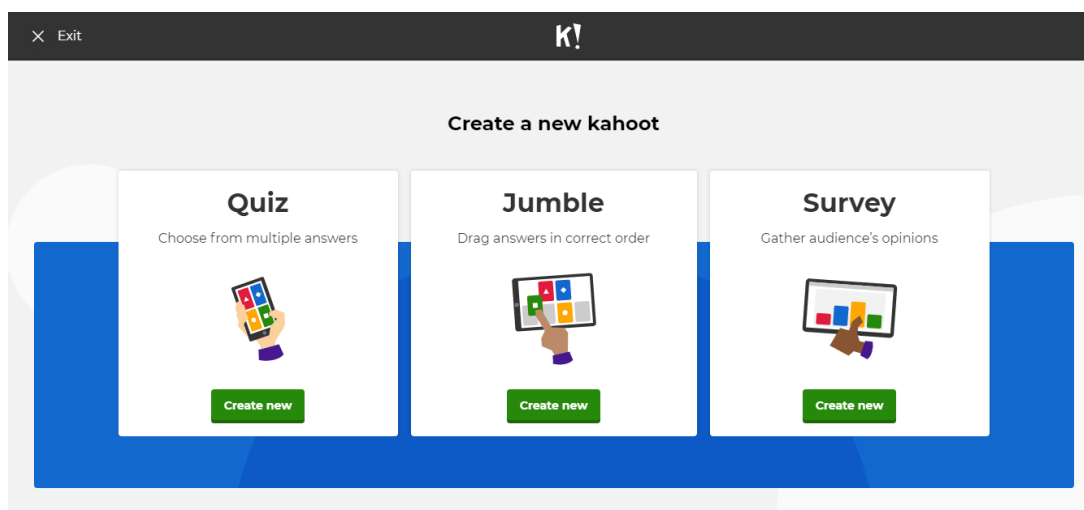 Exit
K!
Create a new kahoot
Quiz
Choose from multiple answers
Create new
Jumble
Drag answers in correct order
Create new
Survey
Gather audience's opinions
Create new